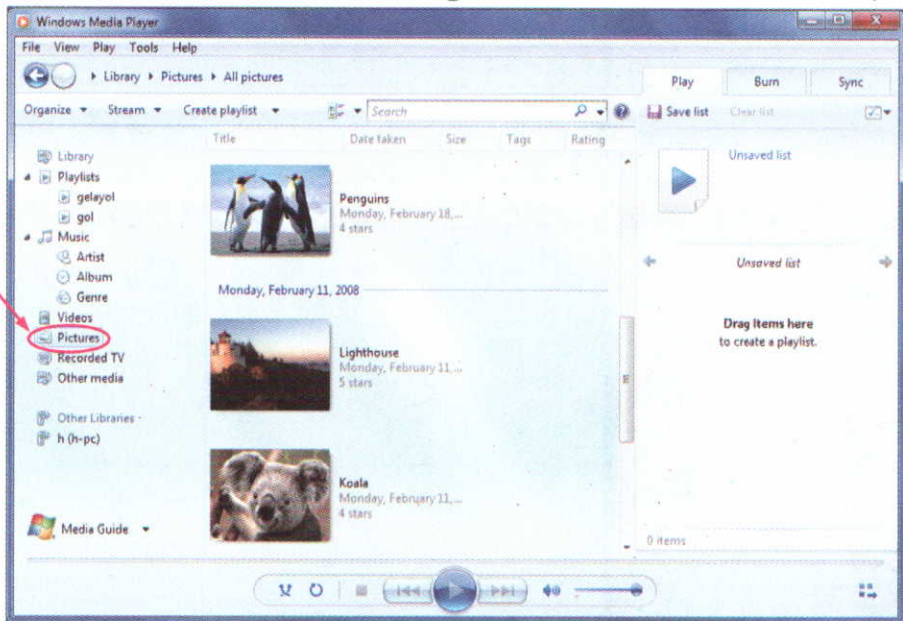 Windows Media Player
File View Play Tools Help
Library ▸ Pictures ▸ All pictures
Play Burn Sync
Organize Stream Create playlist Search Save list Clear list
Title Date taken Size Tags Rating
Library
Playlists
gelayol
gol
Music
Artist
Album
Genre
Videos
Pictures
Recorded TV
Other media
Other Libraries
h (h-pc)
Media Guide
Penguins
Monday, February 18,...
4 stars
Monday, February 11, 2008
Lighthouse
Monday, February 11,...
5 stars
Koala
Monday, February 11,...
4 stars
Unsaved list
Unsaved list
Drag Items here
to create a playlist.
0 items